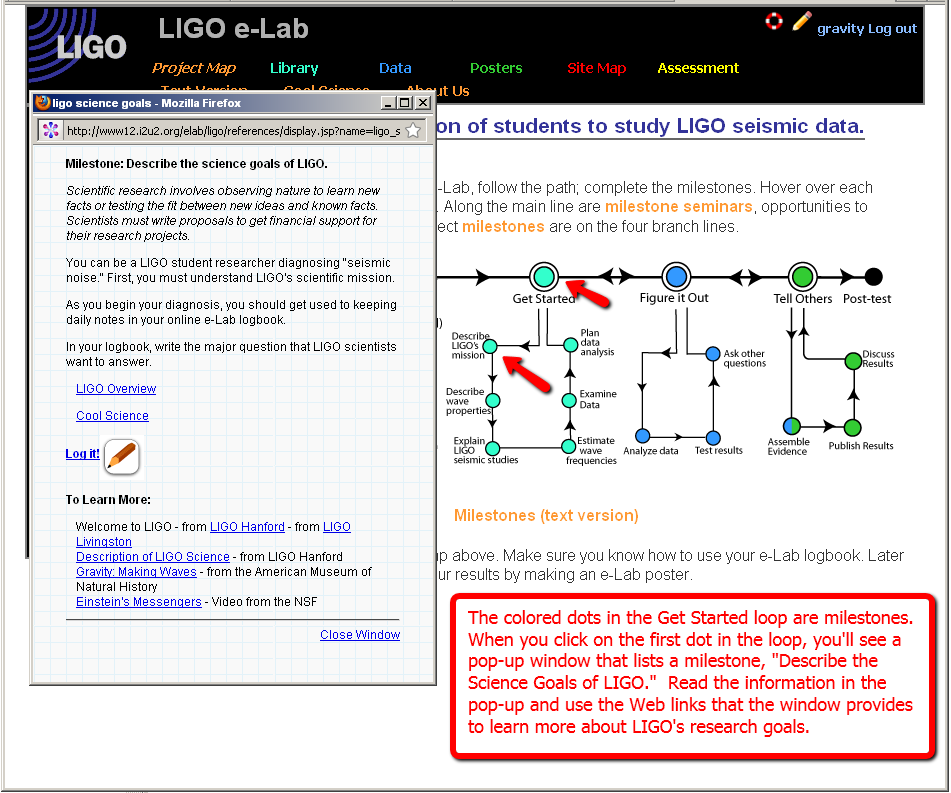 LIGO
LIGO e-Lab
gravity Log out
Project Map Library Data Posters Site Map Assessment
Text Version Cool Science About Us
ligo science goals - Mozilla Firefox
http://www12.i2u2.org/elab/ligo/references/display.jsp?name=ligo_s
Milestone: Describe the science goals of LIGO.
Scientific research involves observing nature to learn new
facts or testing the fit between new ideas and known facts.
Scientists must write proposals to get financial support for
their research projects.
You can be a LIGO student researcher diagnosing "seismic
noise." First, you must understand LIGO's scientific mission.
As you begin your diagnosis, you should get used to keeping
daily notes in your online e-Lab logbook.
In your logbook, write the major question that LIGO scientists
want to answer.
LIGO Overview
Cool Science
Log it!
To Learn More:
Welcome to LIGO - from LIGO Hanford - from LIGO
Livingston
Description of LIGO Science - from LIGO Hanford
Gravity: Making Waves - from the American Museum of
Natural History
Einstein's Messengers - Video from the NSF
Close Window
on of students to study LIGO seismic data.
-Lab, follow the path; complete the milestones. Hover over each
. Along the main line are milestone seminars, opportunities to
ect milestones are on the four branch lines.
Get Started
Figure it Out
Tell Others
Post-test
Describe
LIGO's
mission
Plan
data
analysis
Describe
wave
properties
Examine
Data
Explain
LIGO
seismic studies
Estimate
wave
frequencies
Ask other
questions
Analyze data
Test results
Discuss
Results
Assemble
Evidence
Publish Results
Milestones (text version)
p above. Make sure you know how to use your e-Lab logbook. Later
ur results by making an e-Lab poster.
The colored dots in the Get Started loop are milestones.
When you click on the first dot in the loop, you'll see a
pop-up window that lists a milestone, "Describe the
Science Goals of LIGO." Read the information in the
pop-up and use the Web links that the window provides
to learn more about LIGO's research goals.